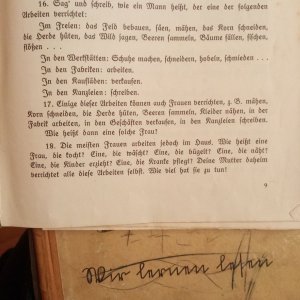 16. Sag' und schreib, wie ein Mann heißt, der eine der folgenden
Arbeiten verrichtet:
Im Freien: das Feld bebauen, säen, mähen, das Korn schneiden,
die Herde hüten, das Wild jagen, Beeren sammeln, Bäume fällen, fischen,
flößen . . .
In den Werkstätten: Schuhe machen, schneidern, hobeln, schmieden . . .
In den Fabriken: arbeiten.
In den Kaufläden: verkaufen.
In den Kanzleien: schreiben.
17. Einige dieser Arbeiten können auch Frauen verrichten, z. B. mähen,
Korn schneiden, die Herde hüten, Beeren sammeln, Kleider nähen, in der
Fabrik arbeiten, in den Geschäften verkaufen, in den Kanzleien schreiben.
Wie heißt dann eine solche Frau?
18. Die meisten Frauen arbeiten jedoch im Haus. Wie heißt eine
Frau, die kocht? Eine, die wäscht? Eine, die bügelt? Eine, die näht?
Eine, die Kinder erzieht? Eine, die Kranke pflegt? Deine Mutter daheim
verrichtet alle diese Arbeiten selbst. Wie viel hat sie zu tun!
9
Wir lernen lesen